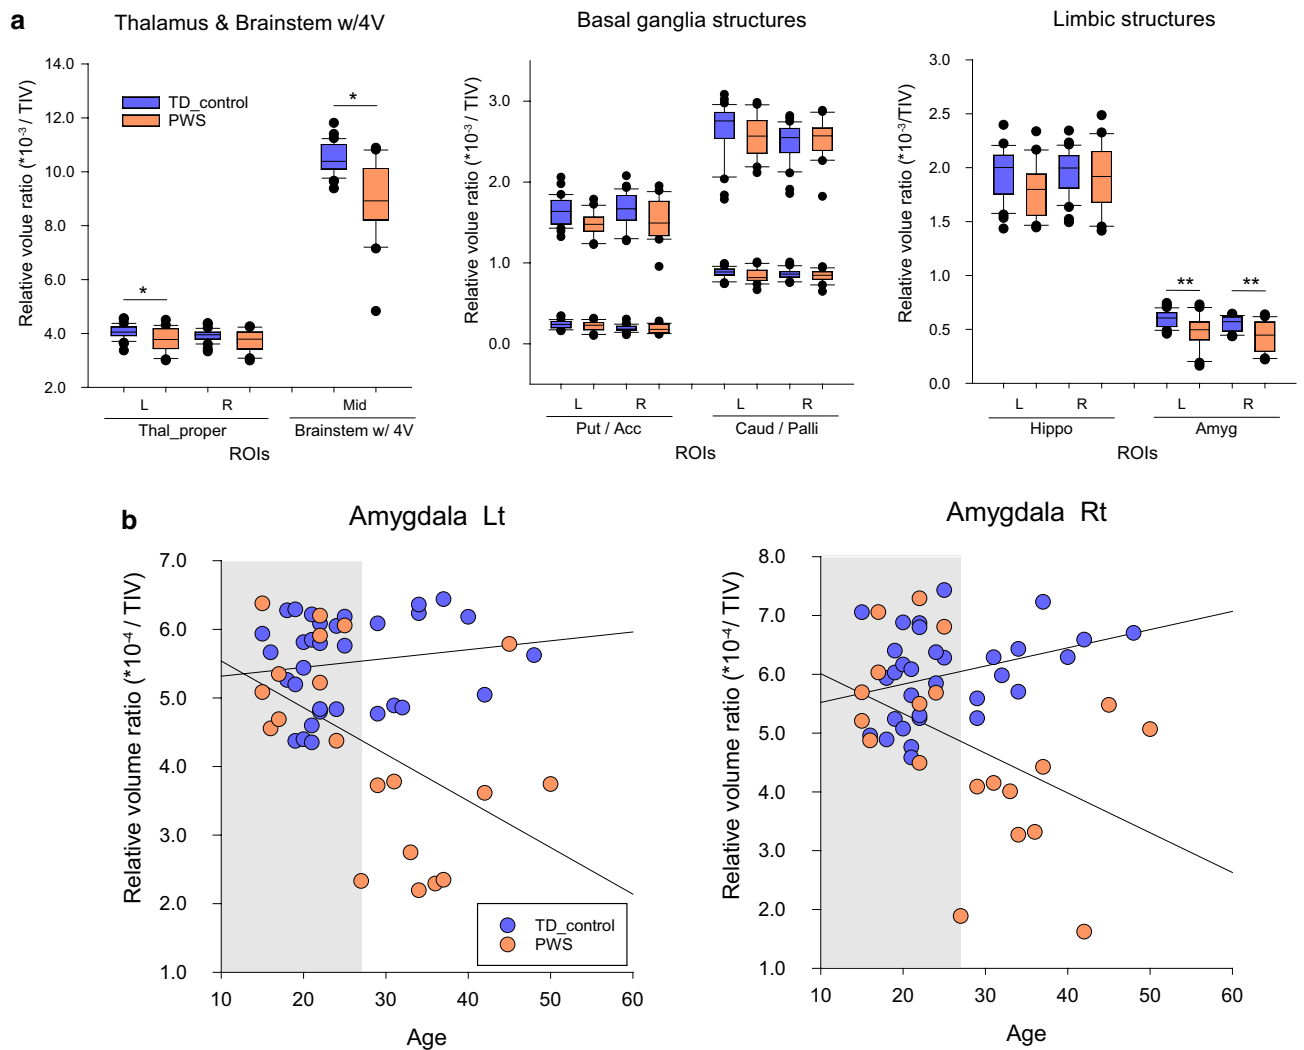 a
Thalamus & Brainstem w/4V
Basal ganglia structures
Limbic structures
Relative volue ratio (*10-3 / TIV)
14.0
12.0
10.0
8.0
6.0
4.0
2.0
TD_control
PWS
*
*
L
R
Mid
Thal_proper
Brainstem w/ 4V
ROIs
Relative volue ratio (*10-3 / TIV)
3.0
2.0
1.0
0.0
L
R
L
R
Put / Acc
Caud / Palli
ROIs
Relative volue ratio (*10-3/TIV)
3.0
2.5
2.0
1.5
1.0
0.5
0.0
**
**
L
R
L
R
Hippo
Amyg
ROIs
b
Amygdala Lt
Relative volume ratio (*10-4 / TIV)
7.0
6.0
5.0
4.0
3.0
2.0
1.0
TD_control
PWS
10
20
30
40
50
60
Age
Amygdala Rt
Relative volume ratio (*10-4/ TIV)
8.0
7.0
6.0
5.0
4.0
3.0
2.0
1.0
10
20
30
40
50
60
Age